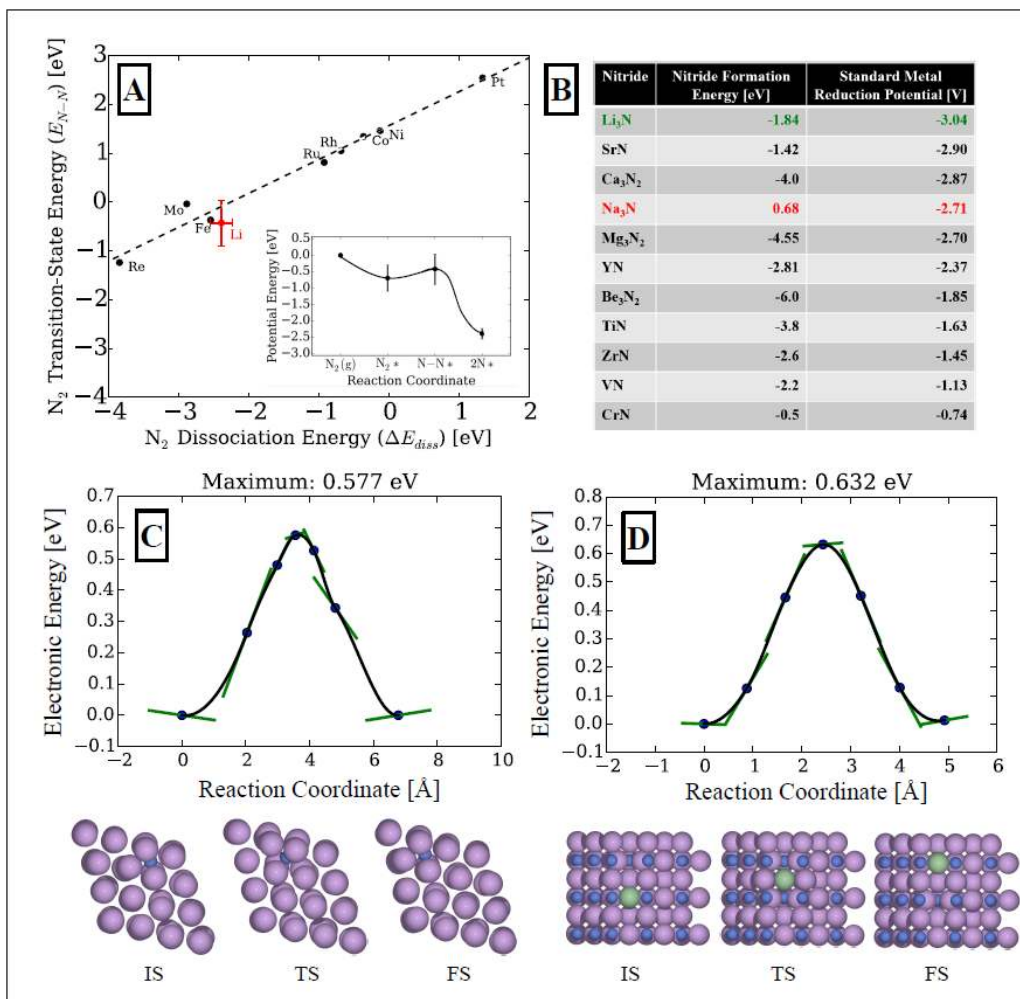 A
N₂ Transition-State Energy (E_{N−N}) [eV]
3
2
1
0
−1
−2
−3
−4
Pt
Ni
Co
Rh
Ru
Mo
Fe
Li
Re
Potential Energy [eV]
0.5
0.0
−0.5
−1.0
−1.5
−2.0
−2.5
−3.0
N₂(g) N₂* N−N* 2N*
Reaction Coordinate
−4 −3 −2 −1 0 1 2
N₂ Dissociation Energy (ΔE_{diss}) [eV]
B
Nitride Nitride Formation Energy [eV] Standard Metal Reduction Potential [V]
Li₃N -1.84 -3.04
SrN -1.42 -2.90
Ca₃N₂ -4.0 -2.87
Na₃N 0.68 -2.71
Mg₃N₂ -4.55 -2.70
YN -2.81 -2.37
Be₃N₂ -6.0 -1.85
TiN -3.8 -1.63
ZrN -2.6 -1.45
VN -2.2 -1.13
CrN -0.5 -0.74
Maximum: 0.577 eV
C
Electronic Energy [eV]
0.7
0.6
0.5
0.4
0.3
0.2
0.1
0.0
−0.1
−2 0 2 4 6 8 10
Reaction Coordinate [Å]
IS TS FS
Maximum: 0.632 eV
D
Electronic Energy [eV]
0.8
0.7
0.6
0.5
0.4
0.3
0.2
0.1
0.0
−0.1
−2 −1 0 1 2 3 4 5 6
Reaction Coordinate [Å]
IS TS FS